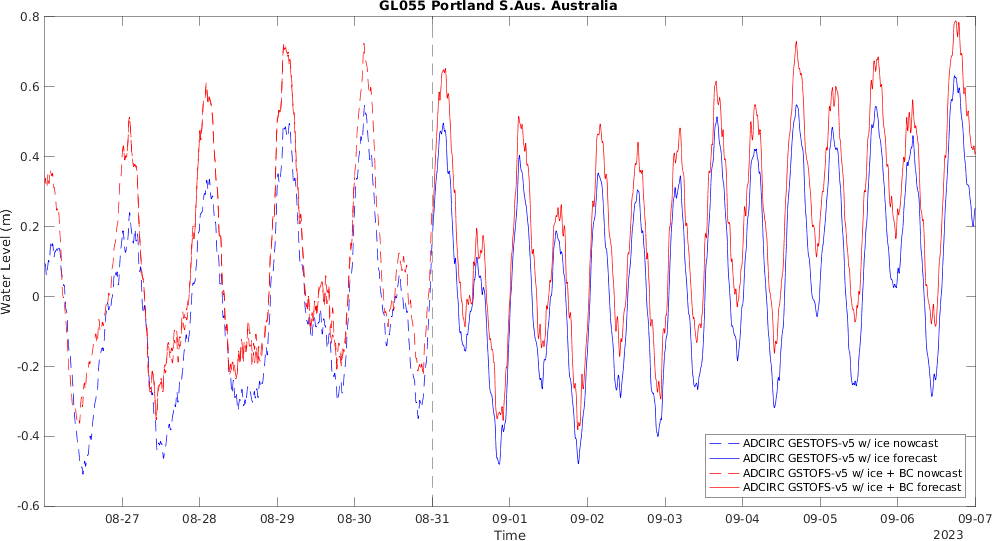 GL055 Portland S.Aus. Australia
0.8
0.6
0.4
0.2
0
-0.2
-0.4
-0.6
Water Level (m)
08-27 08-28 08-29 08-30 08-31 09-01 09-02 09-03 09-04 09-05 09-06 09-07
Time
2023
ADCIRC GESTOFS-v5 w/ ice nowcast
ADCIRC GESTOFS-v5 w/ ice forecast
ADCIRC GSTOFS-v5 w/ ice + BC nowcast
ADCIRC GSTOFS-v5 w/ ice + BC forecast